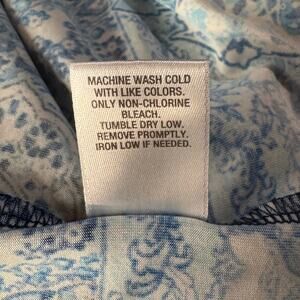 MACHINE WASH COLD
WITH LIKE COLORS.
ONLY NON-CHLORINE
BLEACH.
TUMBLE DRY LOW.
REMOVE PROMPTLY.
IRON LOW IF NEEDED.